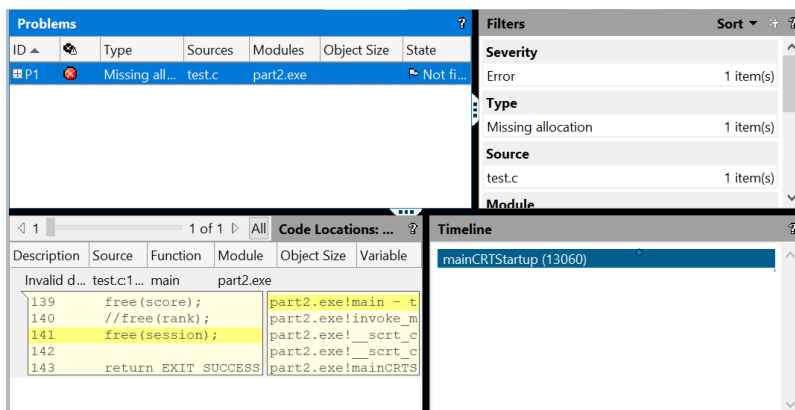 Problems
ID Type Sources Modules Object Size State
P1 Missing all... test.c part2.exe Not fi...
Filters Sort
Severity
Error 1 item(s)
Type
Missing allocation 1 item(s)
Source
test.c 1 item(s)
Module
1 1 of 1 All Code Locations: ...
Description Source Function Module Object Size Variable
Invalid d... test.c:1... main part2.exe
139 free(score); part2.exe!main - t
140 //free(rank); part2.exe!invoke_m
141 free(session); part2.exe!__scrt_c
142 part2.exe!__scrt_c
143 return EXIT_SUCCESS part2.exe!mainCRTS
Timeline
mainCRTStartup (13060)